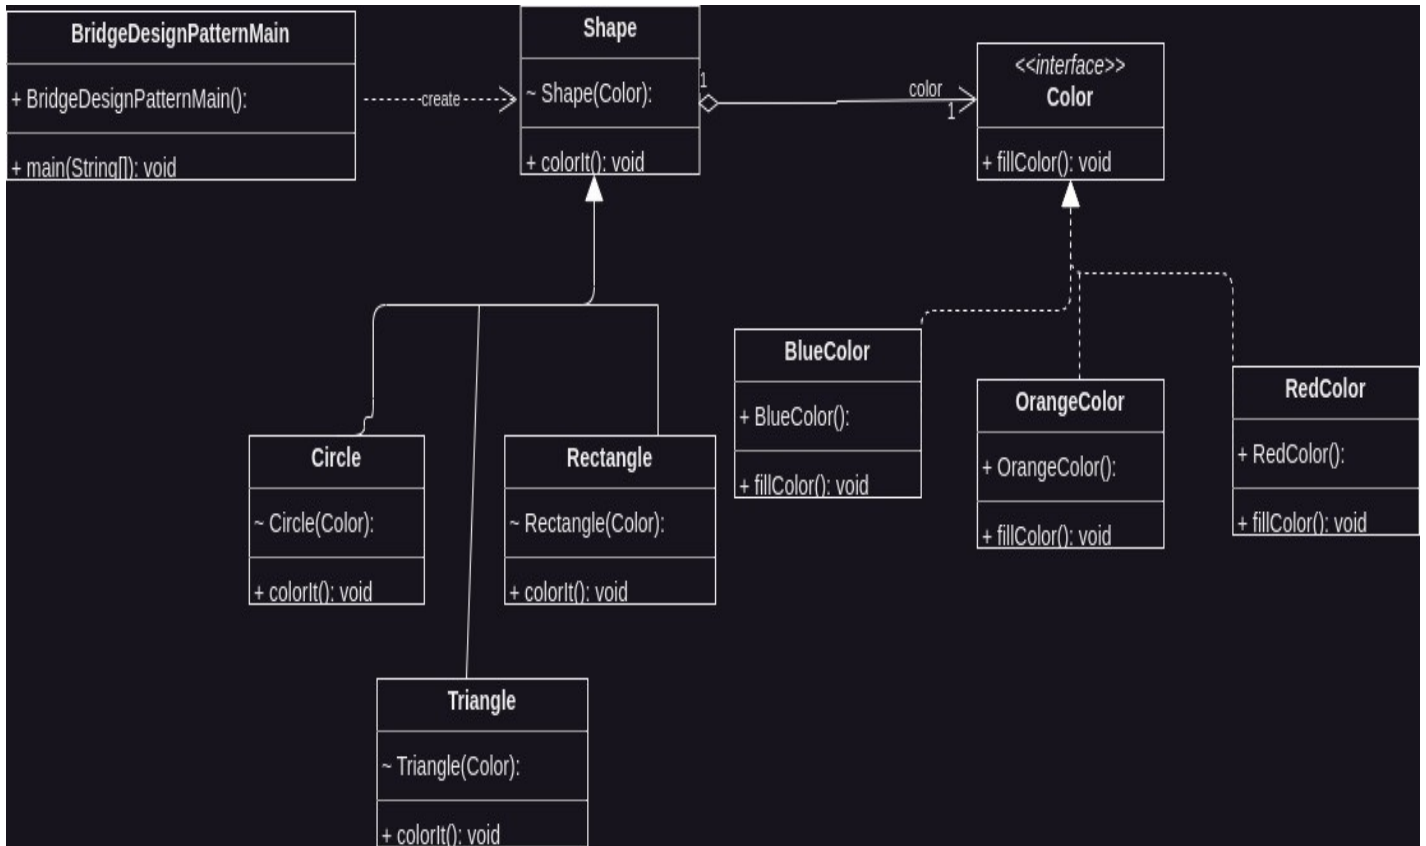 BridgeDesignPatternMain
+ BridgeDesignPatternMain():
+ main(String[]): void
create
Shape
~ Shape(Color):
+ colorIt(): void
1
color
1
<<interface>>
Color
+ fillColor(): void
BlueColor
+ BlueColor():
+ fillColor(): void
OrangeColor
+ OrangeColor():
+ fillColor(): void
RedColor
+ RedColor():
+ fillColor(): void
Circle
~ Circle(Color):
+ colorIt(): void
Rectangle
~ Rectangle(Color):
+ colorIt(): void
Triangle
~ Triangle(Color):
+ colorIt(): void